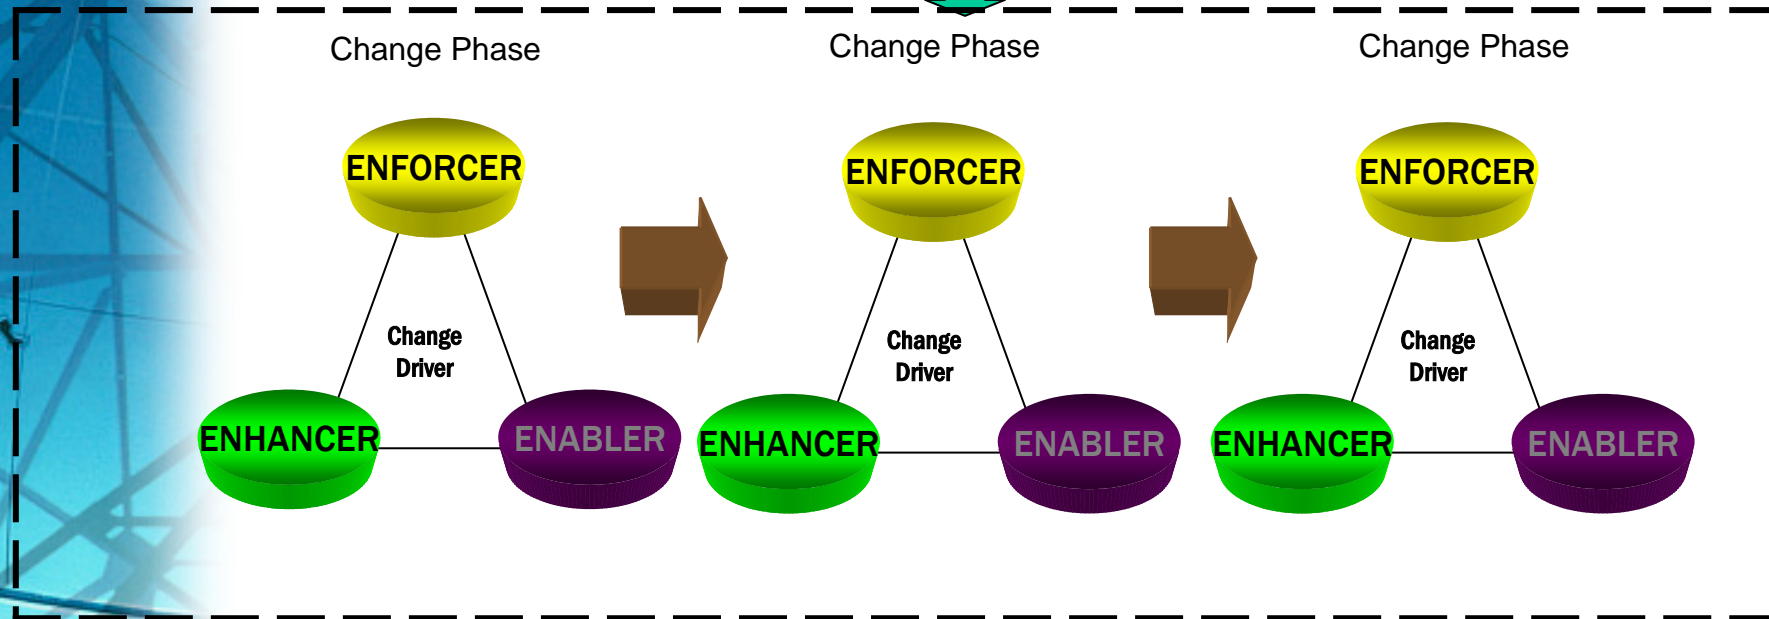 Change Phase
Change Phase
Change Phase
ENFORCER
ENFORCER
ENFORCER
Change
Driver
Change
Driver
Change
Driver
ENHANCER
ENABLER
ENHANCER
ENABLER
ENHANCER
ENABLER